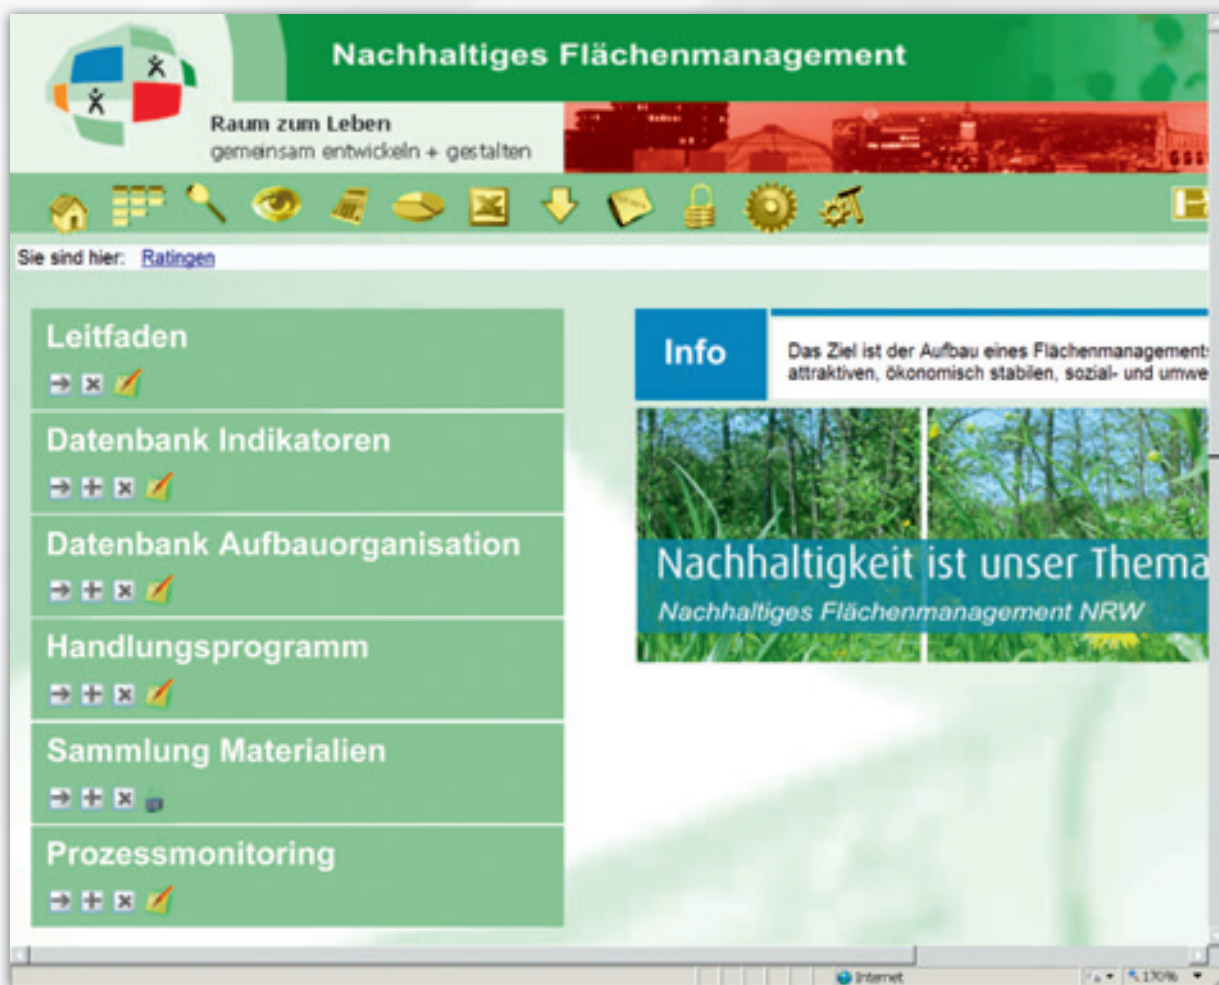 Nachhaltiges Flächenmanagement
Raum zum Leben
gemeinsam entwickeln + gestalten
Sie sind hier: Ratingen
Leitfaden
Datenbank Indikatoren
Datenbank Aufbauorganisation
Handlungsprogramm
Sammlung Materialien
Prozessmonitoring
Info
Das Ziel ist der Aufbau eines Flächenmanagement
attraktiven, ökonomisch stabilen, sozial- und umwe
Nachhaltigkeit ist unser Thema
Nachhaltiges Flächenmanagement NRW
Internet
170%